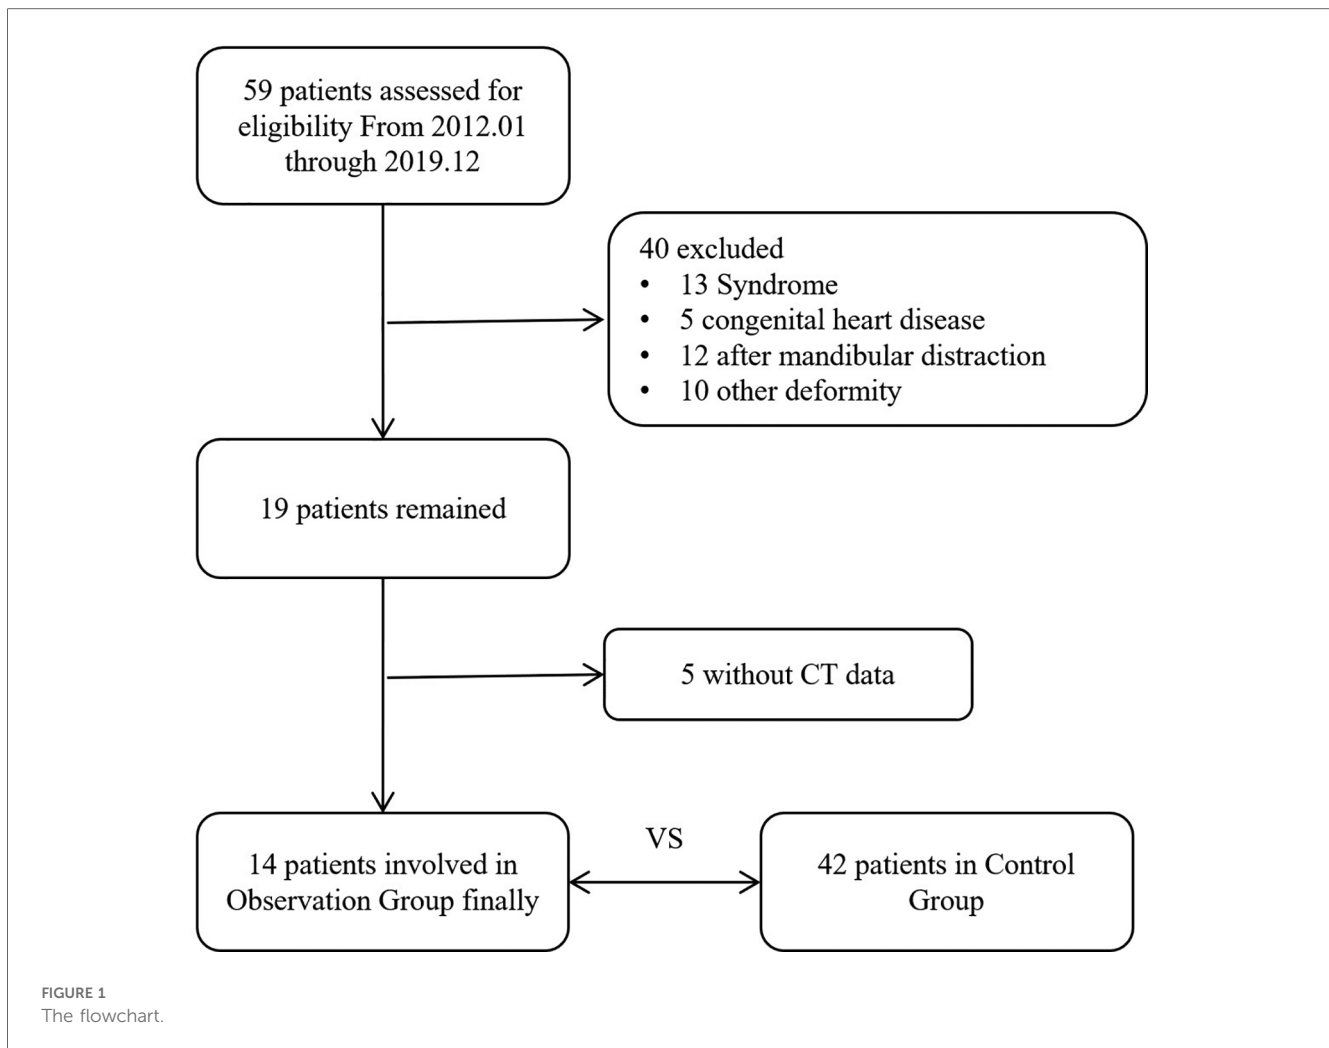 59 patients assessed for
eligibility From 2012.01
through 2019.12
40 excluded
• 13 Syndrome
• 5 congenital heart disease
• 12 after mandibular distraction
• 10 other deformity
19 patients remained
5 without CT data
14 patients involved in
Observation Group finally
VS
42 patients in Control
Group
FIGURE 1
The flowchart.